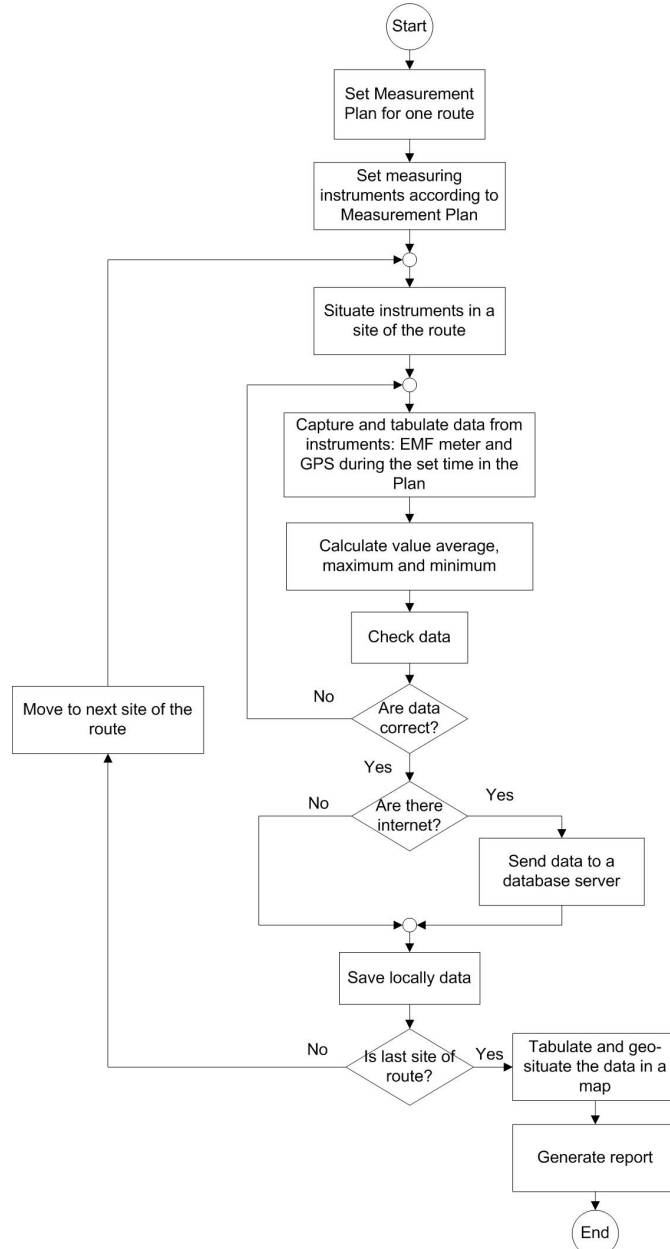 Start
Set Measurement
Plan for one route
Set measuring
instruments according to
Measurement Plan
Situate instruments in a
site of the route
Capture and tabulate data from
instruments: EMF meter and
GPS during the set time in the
Plan
Calculate value average,
maximum and minimum
Check data
Move to next site of the
route
No
Are data
correct?
Yes
No
Are there
internet?
Yes
Send data to a
database server
Save locally data
No
Is last site of
route?
Yes
Tabulate and geo-
situate the data in a
map
Generate report
End